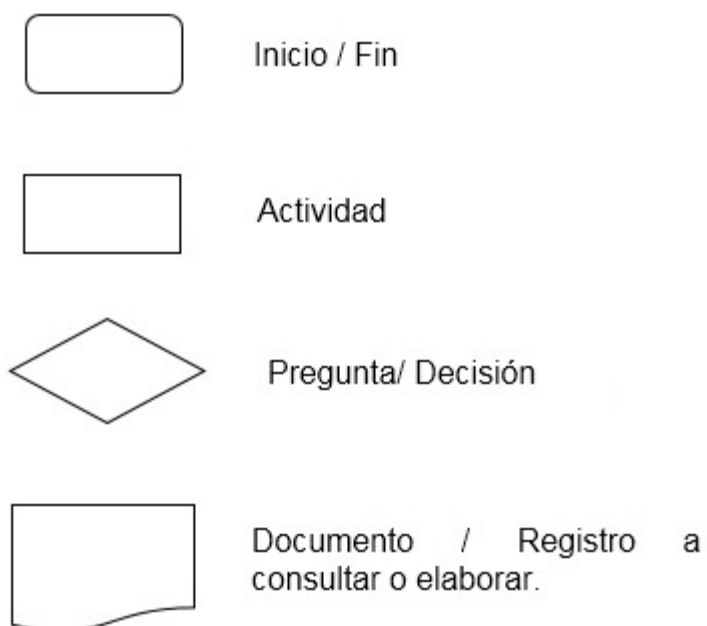 Inicio / Fin
Actividad
Pregunta/ Decisión
Documento / Registro a
consultar o elaborar.